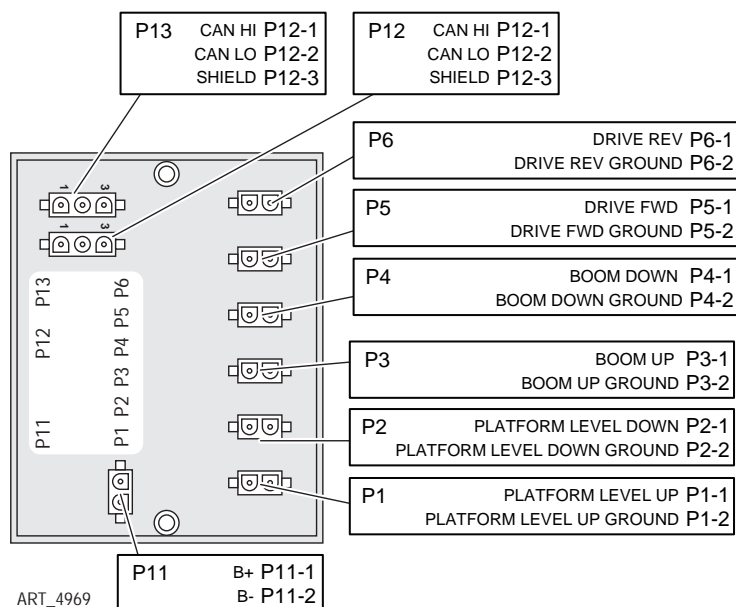 P13 CAN HI P12-1
CAN LO P12-2
SHIELD P12-3
P12 CAN HI P12-1
CAN LO P12-2
SHIELD P12-3
P6 DRIVE REV P6-1
DRIVE REV GROUND P6-2
P5 DRIVE FWD P5-1
DRIVE FWD GROUND P5-2
P4 BOOM DOWN P4-1
BOOM DOWN GROUND P4-2
P3 BOOM UP P3-1
BOOM UP GROUND P3-2
P2 PLATFORM LEVEL DOWN P2-1
PLATFORM LEVEL DOWN GROUND P2-2
P1 PLATFORM LEVEL UP P1-1
PLATFORM LEVEL UP GROUND P1-2
1 3
1 3
P11 P12 P13
P1 P2 P3 P4 P5 P6
P11 B+ P11-1
B- P11-2
ART_4969